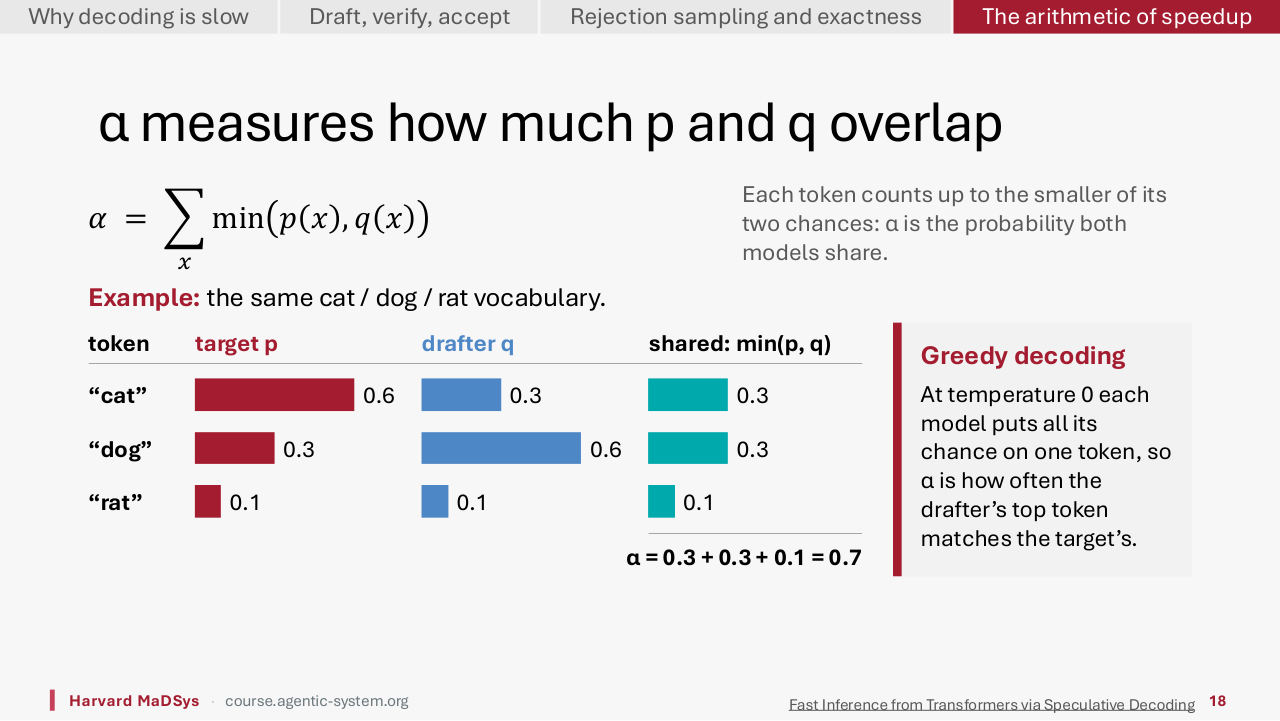 Why decoding is slow
Draft, verify, accept
Rejection sampling and exactness
The arithmetic of speedup
α measures how much p and q overlap
α = ∑ min(p(x), q(x))
x
Each token counts up to the smaller of its
two chances: α is the probability both
models share.
Example: the same cat / dog / rat vocabulary.
token target p drafter q shared: min(p, q)
“cat” 0.6 0.3 0.3
“dog” 0.3 0.6 0.3
“rat” 0.1 0.1 0.1
α = 0.3 + 0.3 + 0.1 = 0.7
Greedy decoding
At temperature 0 each
model puts all its
chance on one token, so
α is how often the
drafter’s top token
matches the target’s.
Harvard MaDSys · course.agentic-system.org
Fast Inference from Transformers via Speculative Decoding 18